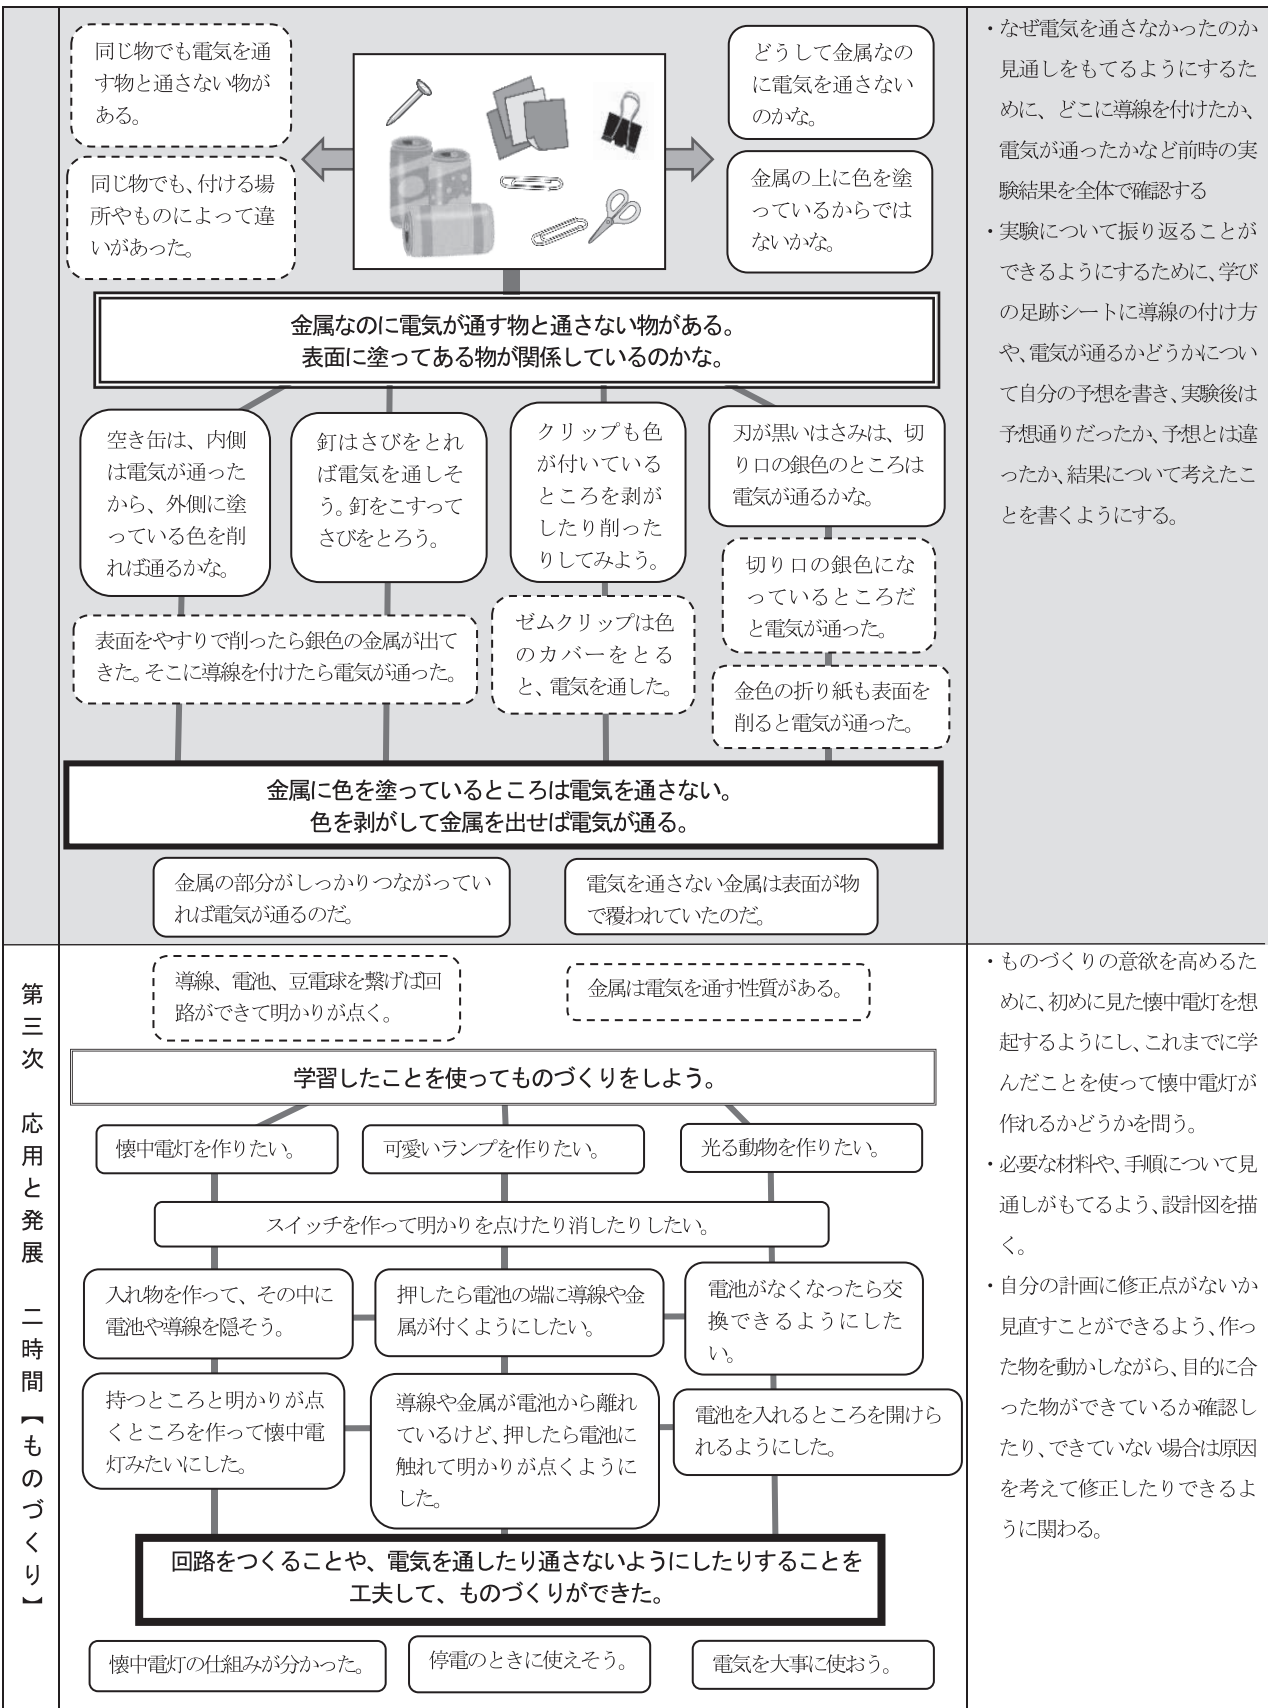 同じ物でも電気を通
す物と通さない物が
ある。
同じ物でも、付ける場
所やものによって違
いがあった。
どうして金属なの
に電気を通さない
のかな。
金属の上に色を塗
っているからでは
ないかな。
金属なのに電気が通す物と通さない物がある。
表面に塗ってある物が関係しているのかな。
空き缶は、内側
は電気が通った
から、外側に塗
っている色を削
れば通るかな。
釘はさびをとれ
ば電気を通しそ
う。釘をこすって
さびをとろう。
クリップも色
が付いている
ところを剥が
したり削った
りしてみよう。
刃が黒いはさみは、切
り口の銀色のところは
電気が通るかな。
切り口の銀色にな
っているところだ
と電気が通った。
表面をやすりで削ったら銀色の金属が出て
きた。そこに導線を付けたら電気が通った。
ゼムクリップは色
のカバーをとる
と、電気を通した。
金色の折り紙も表面を
削ると電気が通った。
金属に色を塗っているところは電気を通さない。
色を剥がして金属を出せば電気が通る。
金属の部分がしっかりつながってい
れば電気が通るのだ。
電気を通さない金属は表面が物
で覆われていたのだ。
・なぜ電気を通さなかったのか
見通しをもてるようにするた
めに、どこに導線を付けたか、
電気が通ったかなど前時の実
験結果を全体で確認する
・実験について振り返ることが
できるようにするために、学び
の足跡シートに導線の付け方
や、電気が通るかどうかについ
て自分の予想を書き、実験後は
予想通りだったか、予想とは違
ったか、結果について考えたこ
とを書くようにする。
第三次 応用と発展 二時間【ものづくり】
導線、電池、豆電球を繋げば回
路ができて明かりが点く。
金属は電気を通す性質がある。
学習したことを使ってものづくりをしよう。
懐中電灯を作りたい。
可愛いランプを作りたい。
光る動物を作りたい。
スイッチを作って明かりを点けたり消したりしたい。
入れ物を作って、その中に
電池や導線を隠そう。
押したら電池の端に導線や金
属が付くようにしたい。
電池がなくなったら交
換できるようにした
い。
持つところと明かりが点
くところを作って懐中電
灯みたいにした。
導線や金属が電池から離れ
ているけど、押したら電池に
触れて明かりが点くように
した。
電池を入れるところを開けら
れるようにした。
回路をつくることや、電気を通したり通さないようにしたりすることを
工夫して、ものづくりができた。
懐中電灯の仕組みが分かった。
停電のときに使えそう。
電気を大事に使おう。
・ものづくりの意欲を高めるた
めに、初めに見た懐中電灯を想
起するようにし、これまでに学
んだことを使って懐中電灯が
作れるかどうかを問う。
・必要な材料や、手順について見
通しがもてるよう、設計図を描
く。
・自分の計画に修正点がないか
見直すことができるよう、作っ
た物を動かしながら、目的に合
った物ができているか確認し
たり、できていない場合は原因
を考えて修正したりできるよ
うに関わる。